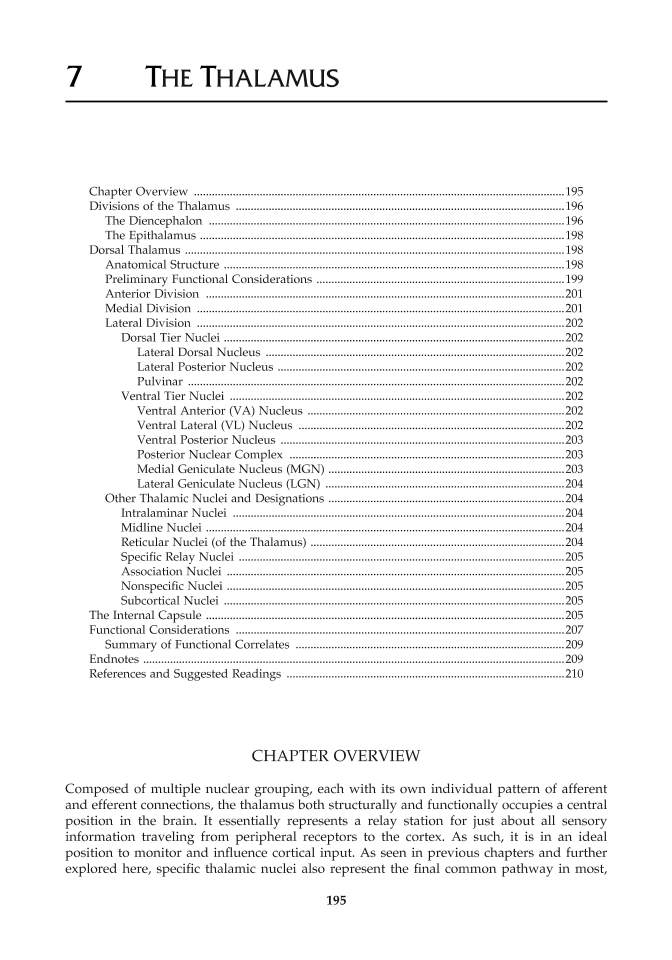 7 THE THALAMUS
Chapter Overview ...195
Divisions of the Thalamus ...196
The Diencephalon ...196
The Epithalamus ...198
Dorsal Thalamus ...198
Anatomical Structure ...198
Preliminary Functional Considerations ...199
Anterior Division ...201
Medial Division ...201
Lateral Division ...202
Dorsal Tier Nuclei ...202
Lateral Dorsal Nucleus ...202
Lateral Posterior Nucleus ...202
Pulvinar ...202
Ventral Tier Nuclei ...202
Ventral Anterior (VA) Nucleus ...202
Ventral Lateral (VL) Nucleus ...202
Ventral Posterior Nucleus ...203
Posterior Nuclear Complex ...203
Medial Geniculate Nucleus (MGN) ...203
Lateral Geniculate Nucleus (LGN) ...204
Other Thalamic Nuclei and Designations ...204
Intralaminar Nuclei ...204
Midline Nuclei ...204
Reticular Nuclei (of the Thalamus) ...204
Specific Relay Nuclei ...205
Association Nuclei ...205
Nonspecific Nuclei ...205
Subcortical Nuclei ...205
The Internal Capsule ...205
Functional Considerations ...207
Summary of Functional Correlates ...209
Endnotes ...209
References and Suggested Readings ...210
CHAPTER OVERVIEW
Composed of multiple nuclear grouping, each with its own individual pattern of afferent
and efferent connections, the thalamus both structurally and functionally occupies a central
position in the brain. It essentially represents a relay station for just about all sensory
information traveling from peripheral receptors to the cortex. As such, it is in an ideal
position to monitor and influence cortical input. As seen in previous chapters and further
explored here, specific thalamic nuclei also represent the final common pathway in most,
195